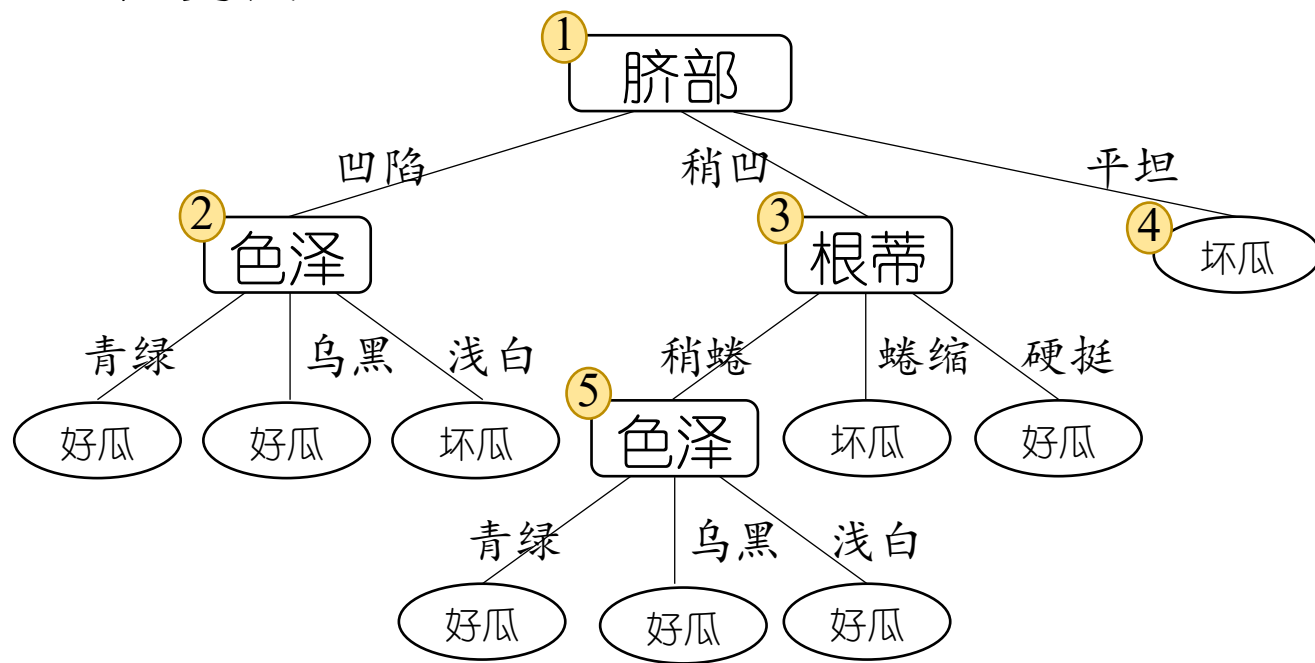 1
脐部
凹陷 稍凹 平坦
2 3 4
色泽 根蒂 坏瓜
青绿 乌黑 浅白 稍蜷 蜷缩 硬挺
5
好瓜 好瓜 坏瓜 色泽 坏瓜 好瓜
青绿 乌黑 浅白
好瓜 好瓜 好瓜